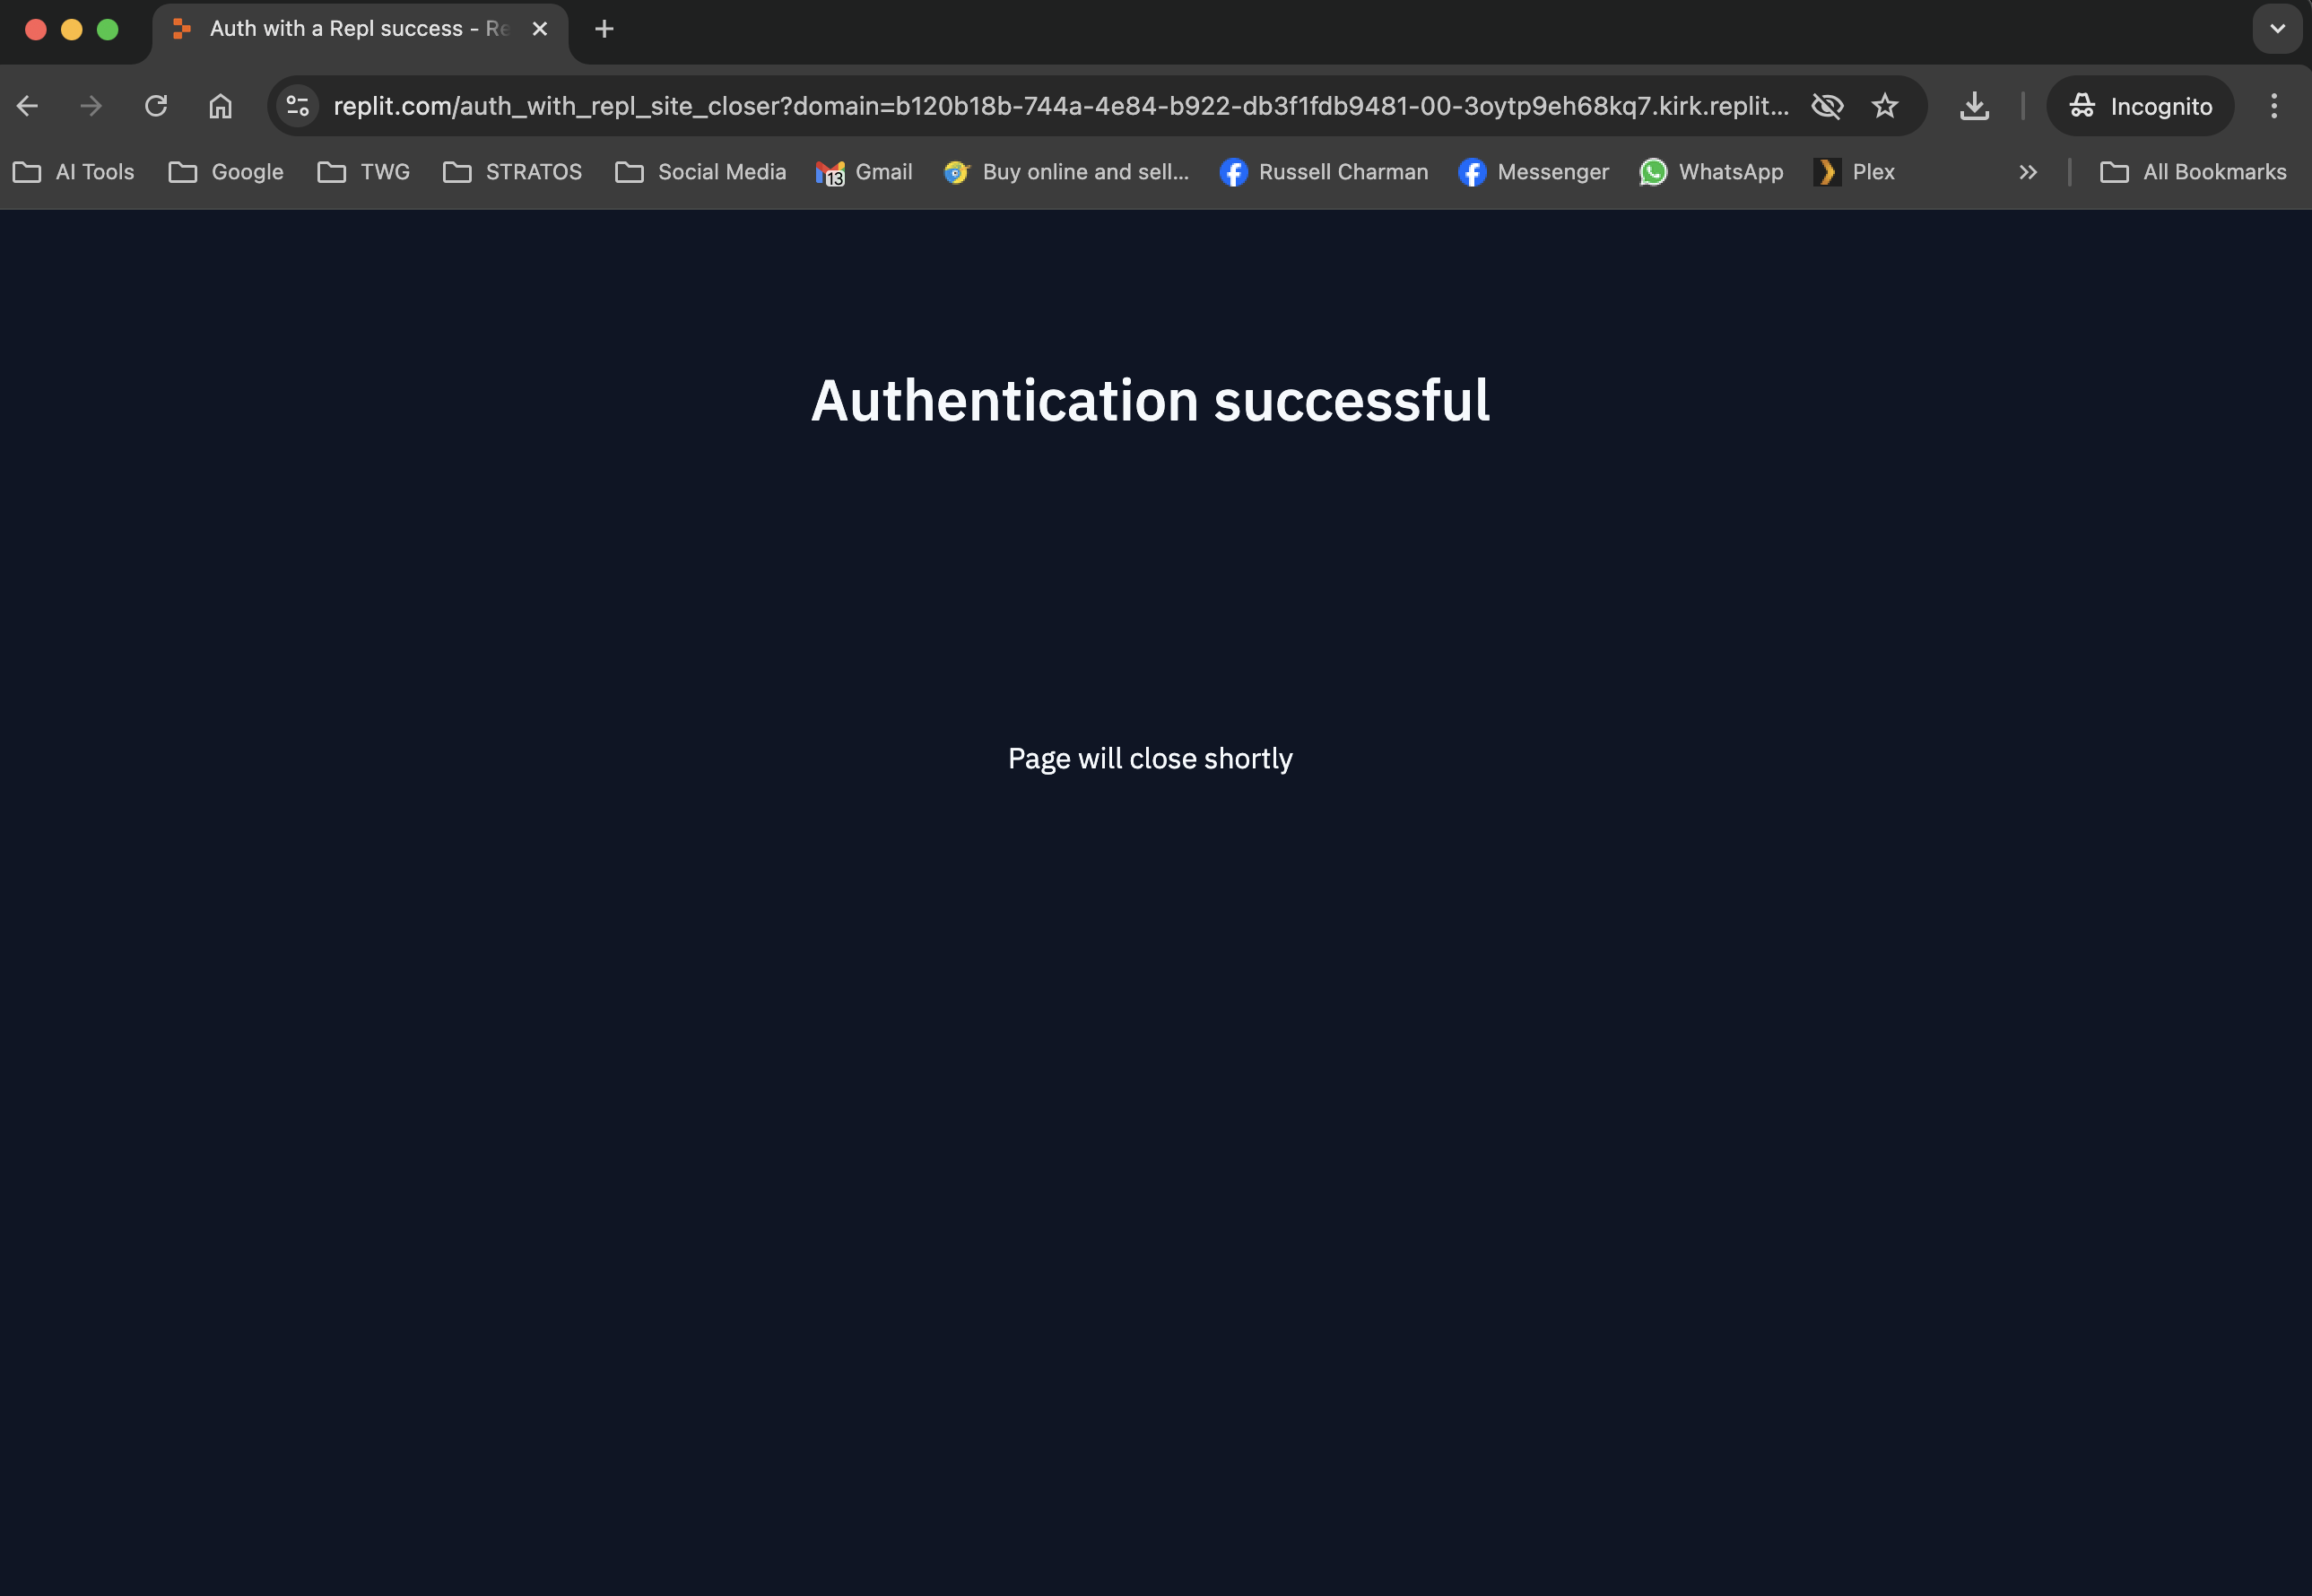 Auth with a Repl success - Re
replit.com/auth_with_repl_site_closer?domain=b120b18b-744a-4e84-b922-db3f1fdb9481-00-3oytp9eh68kq7.kirk.replit...
Incognito
AI Tools
Google
TWG
STRATOS
Social Media
13
Gmail
Buy online and sell...
Russell Charman
Messenger
WhatsApp
Plex
All Bookmarks
Authentication successful
Page will close shortly